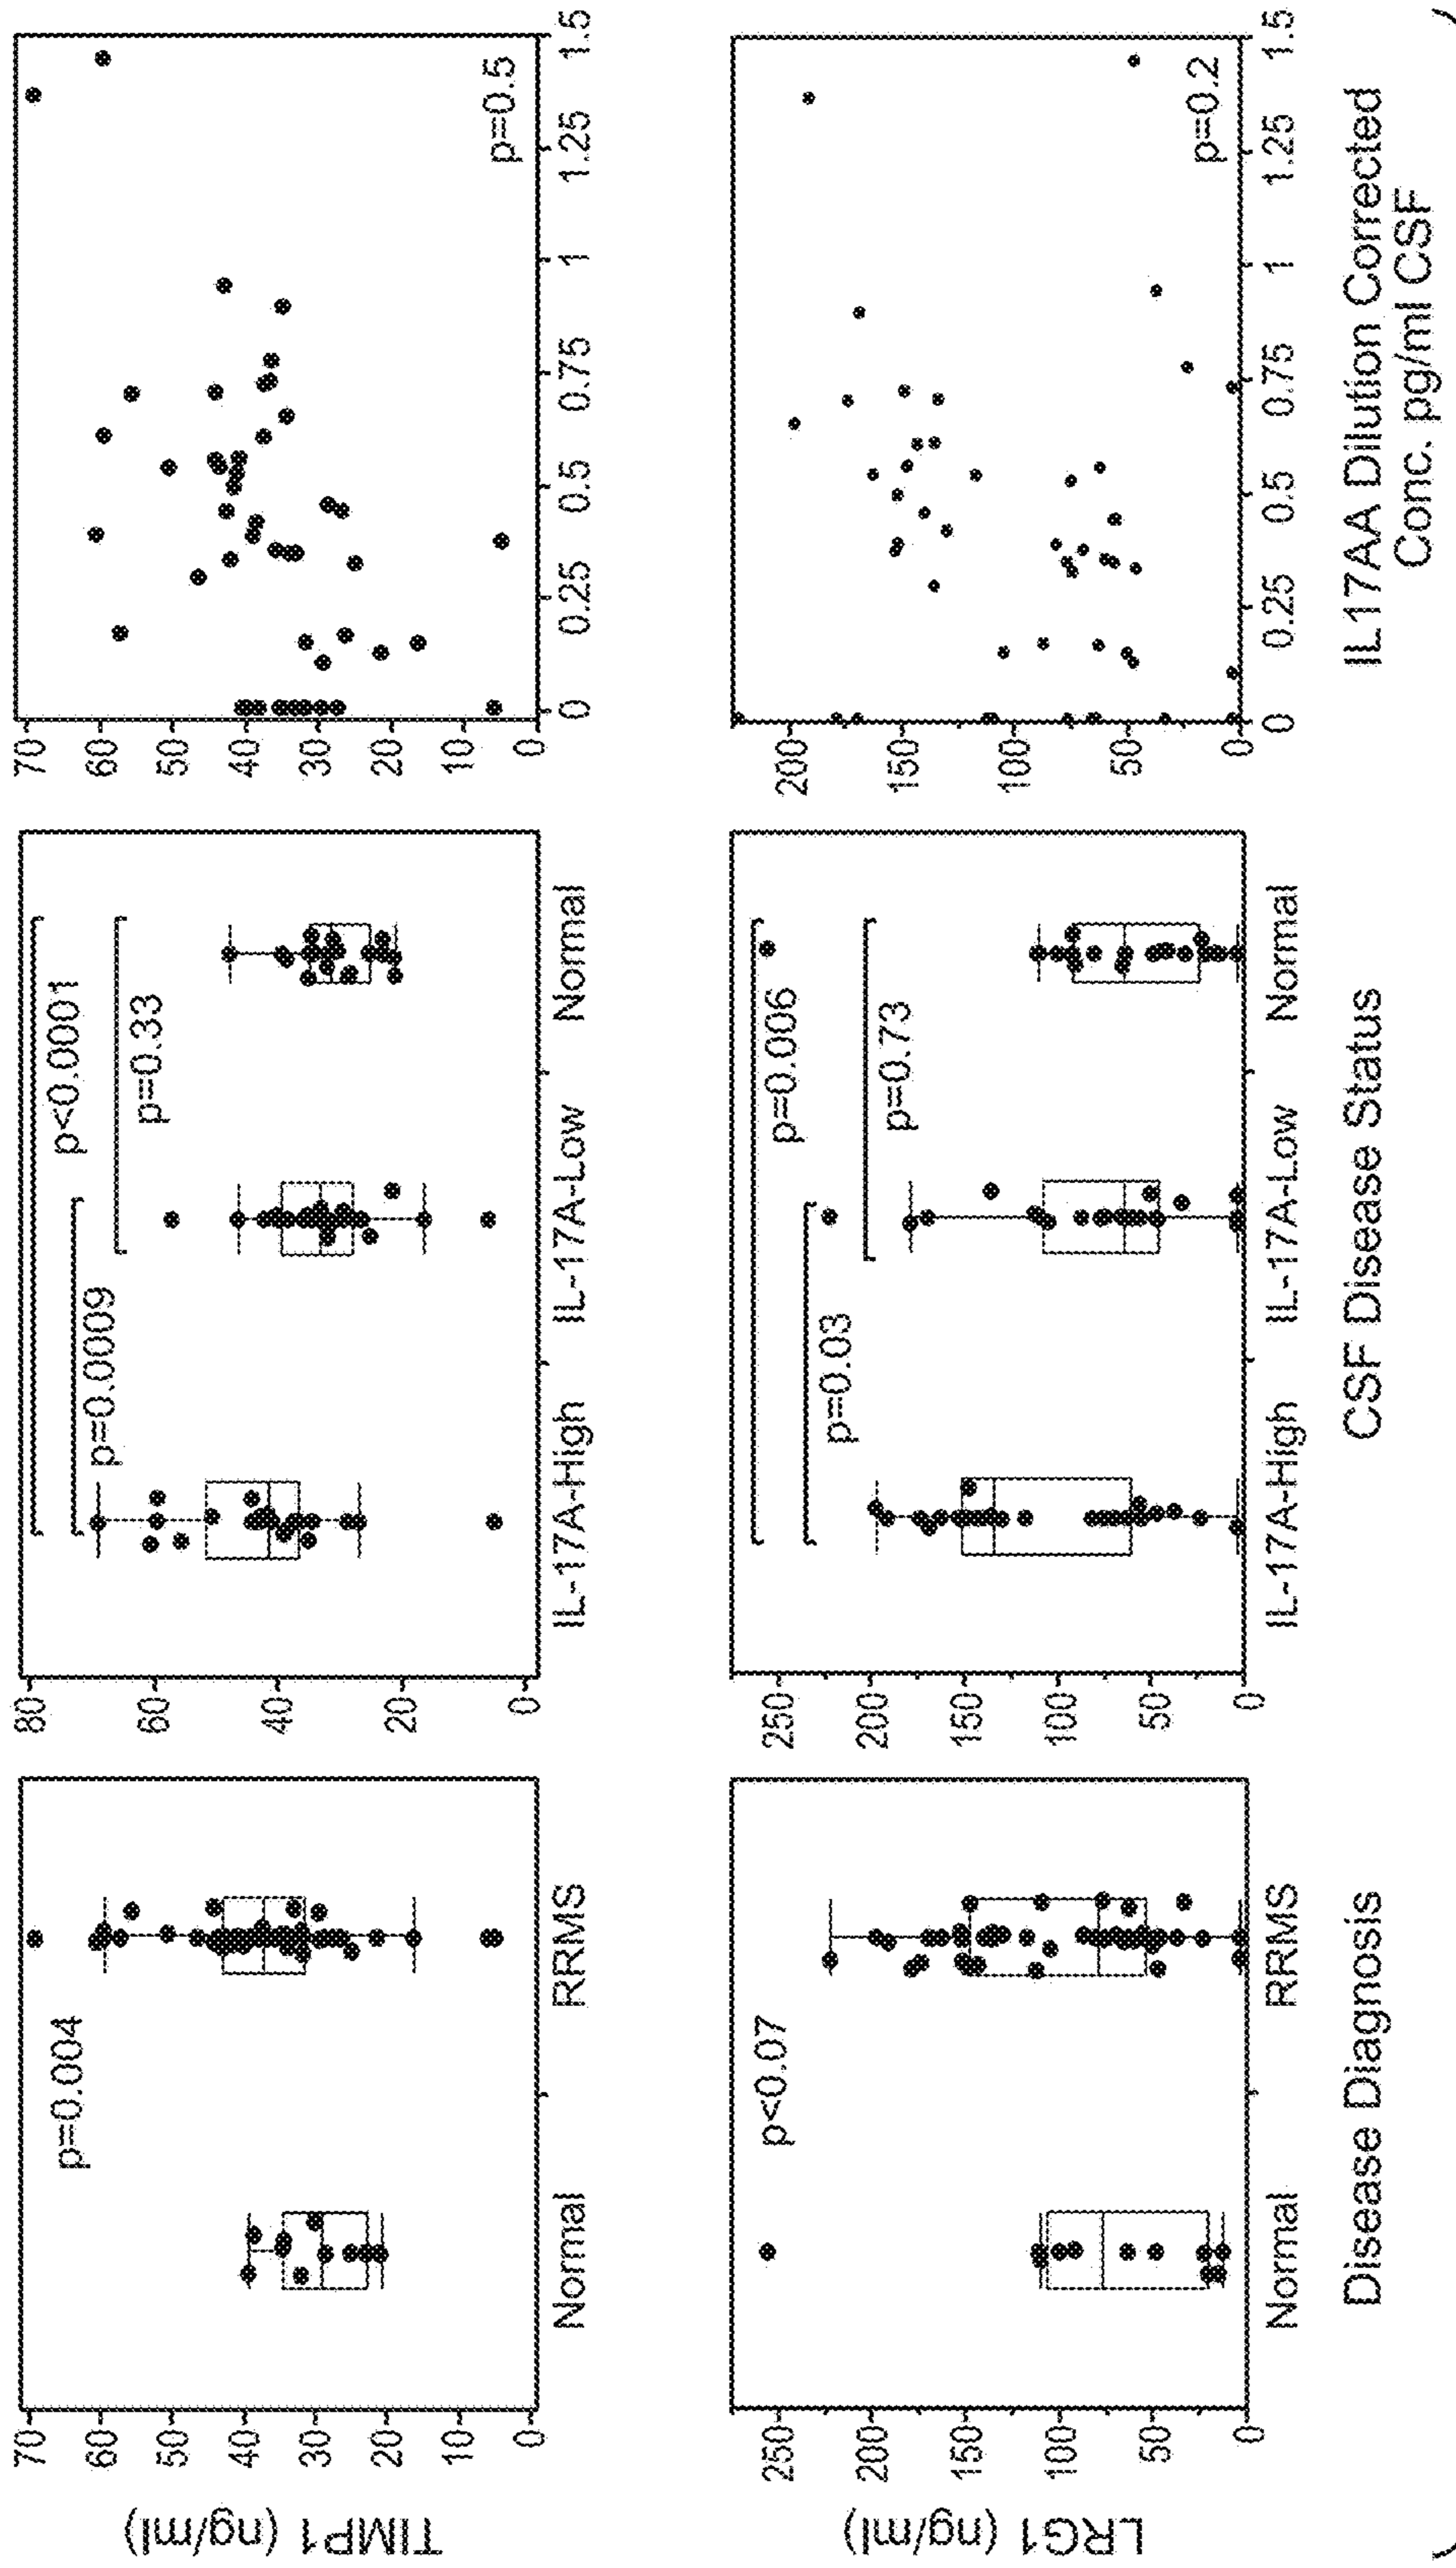 TIMP1 (ng/ml)
70
60
50
40
30
20
10
0
p=0.004
Normal
RRMS
80
60
40
20
0
p<0.0001
p=0.0009
p=0.33
IL-17A-High
IL-17A-Low
Normal
70
60
50
40
30
20
10
0
p=0.5
0
0.25
0.5
0.75
1
1.25
1.5
LRG1 (ng/ml)
250
200
150
100
50
0
p<0.07
Normal
RRMS
Disease Diagnosis
250
200
150
100
50
0
p=0.006
p=0.03
p=0.73
IL-17A-High
IL-17A-Low
Normal
CSF Disease Status
200
150
100
50
0
p=0.2
0
0.25
0.5
0.75
1
1.25
1.5
IL17AA Dilution Corrected
Conc. pg/ml CSF